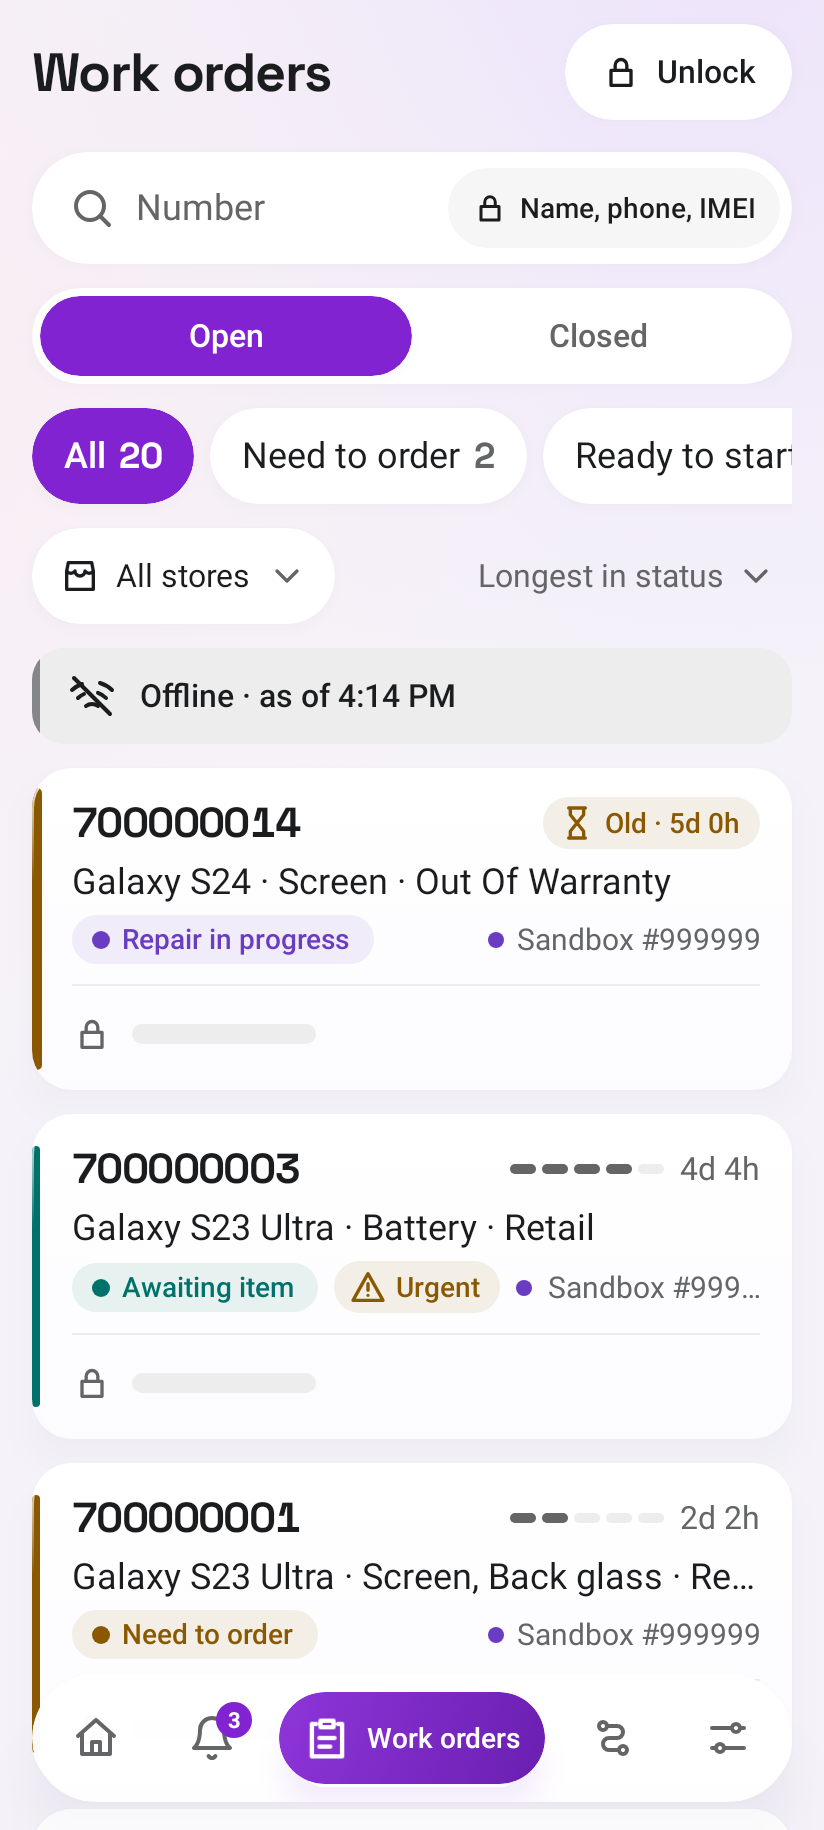 Work orders
Unlock
Number
Name, phone, IMEI
Open
Closed
All 20
Need to order 2
Ready to start
All stores
Longest in status
Offline · as of 4:14 PM
700000014
Old · 5d 0h
Galaxy S24 · Screen · Out Of Warranty
Repair in progress
Sandbox #999999
700000003
4d 4h
Galaxy S23 Ultra · Battery · Retail
Awaiting item
Urgent
Sandbox #999...
700000001
2d 2h
Galaxy S23 Ultra · Screen, Back glass · Re...
Need to order
Sandbox #999999
3
Work orders